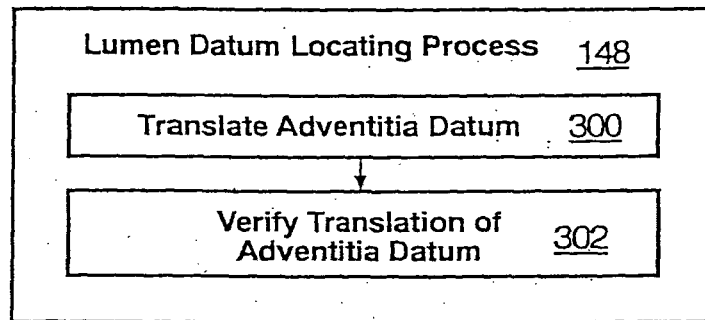 Lumen Datum Locating Process 148
Translate Adventitia Datum 300
Verify Translation of
Adventitia Datum 302